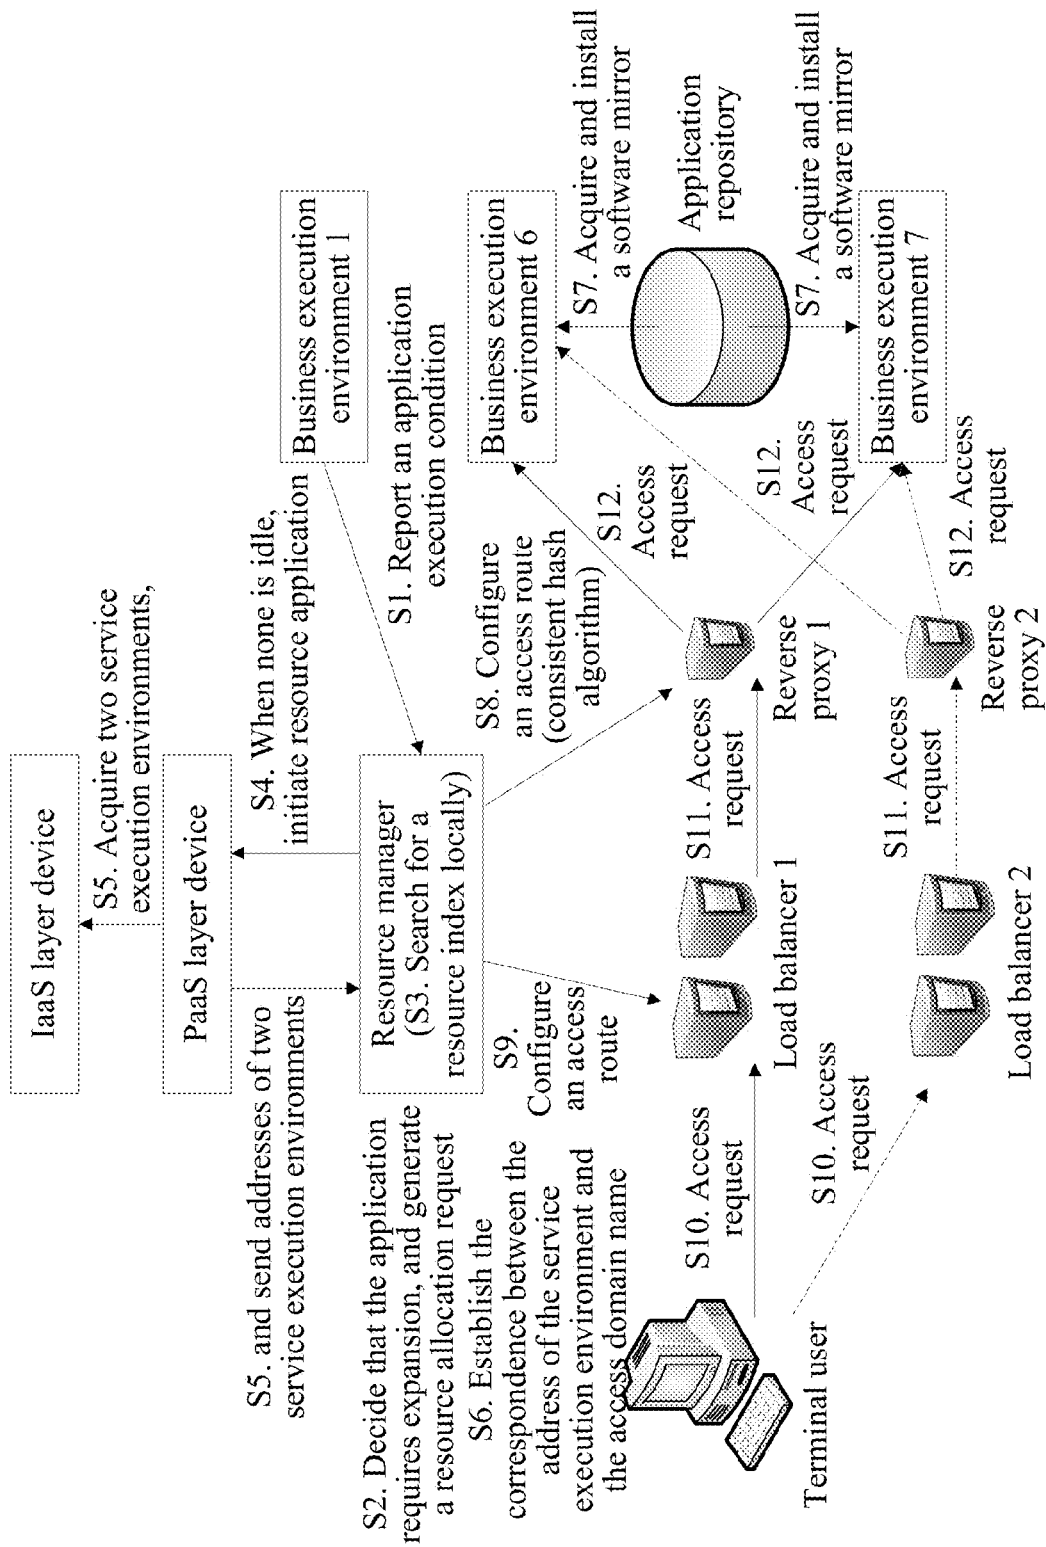 IaaS layer device
S5. Acquire two service
execution environments,
PaaS layer device
S5. and send addresses of two
service execution environments
S4. When none is idle,
initiate resource application
Business execution
environment 1
S2. Decide that the application
requires expansion, and generate
a resource allocation request
Resource manager
(S3. Search for a
resource index locally)
S1. Report an application
execution condition
S6. Establish the
correspondence between the
address of the service
execution environment and
the access domain name
S9.
Configure
an access
route
S8. Configure
an access route
(consistent hash
algorithm)
Business execution
environment 6
S7. Acquire and install
a software mirror
S12.
Access
request
Application
repository
S10. Access
request
S11. Access
request
Load balancer 1
Reverse
proxy 1
S12.
Access
request
S7. Acquire and install
a software mirror
Business execution
environment 7
Terminal user
S10. Access
request
S11. Access
request
S12. Access
request
Load balancer 2
Reverse
proxy 2